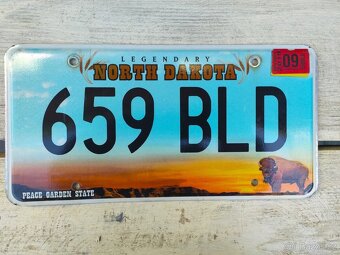 LEGENDARY
NORTH DAKOTA
09
659 BLD
PEACE GARDEN STATE